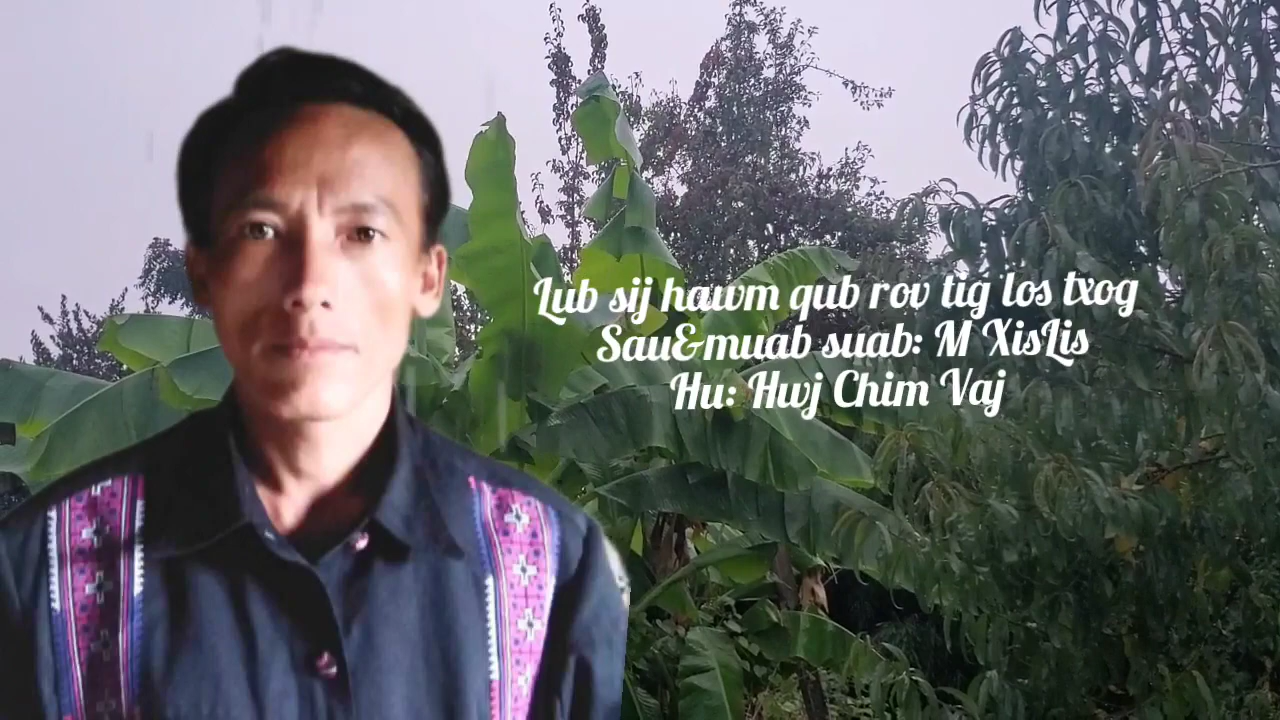 Lub sij hawm qub rov tig los txog
Sau&muab suab: M XisLis
Hu: Hwj Chim Vaj